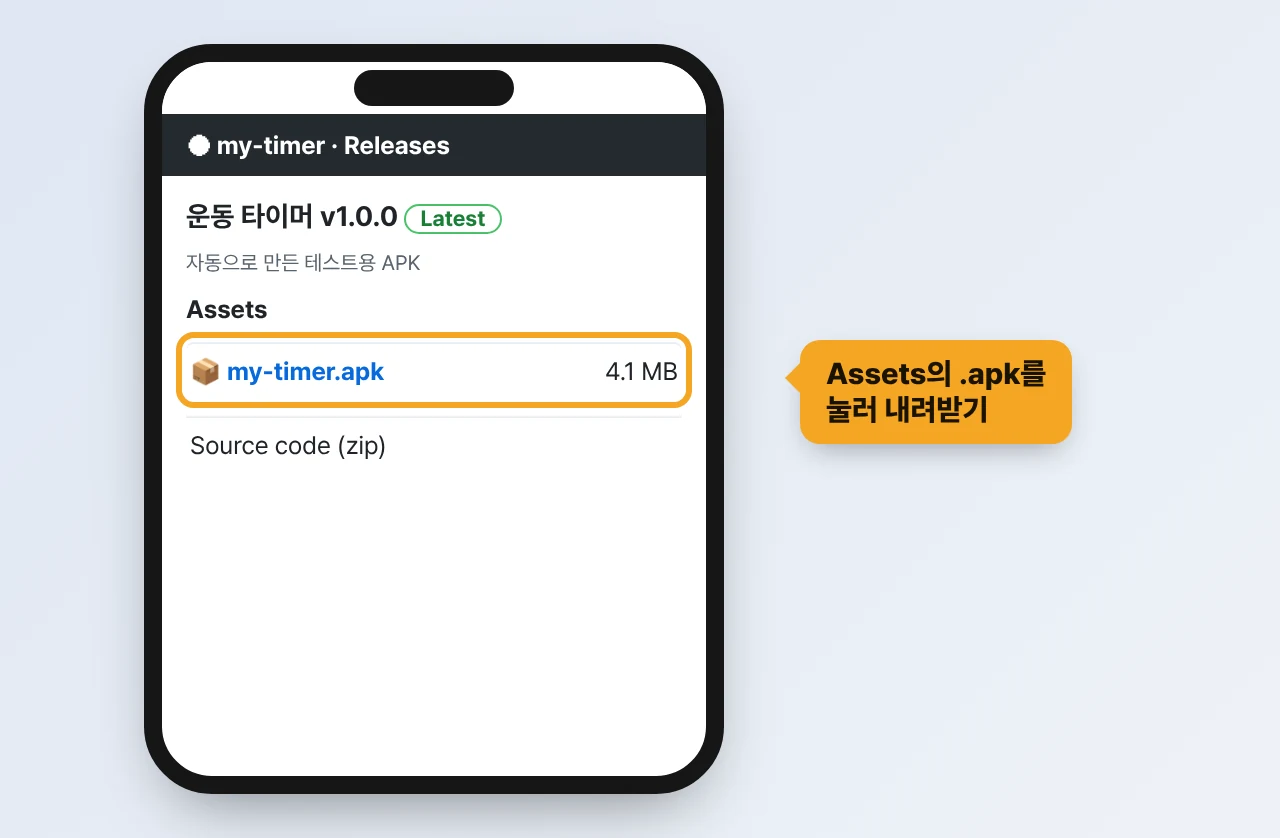 my-timer · Releases
운동 타이머 v1.0.0 Latest
자동으로 만든 테스트용 APK
Assets
my-timer.apk 4.1 MB
Source code (zip)
Assets의 .apk를
눌러 내려받기